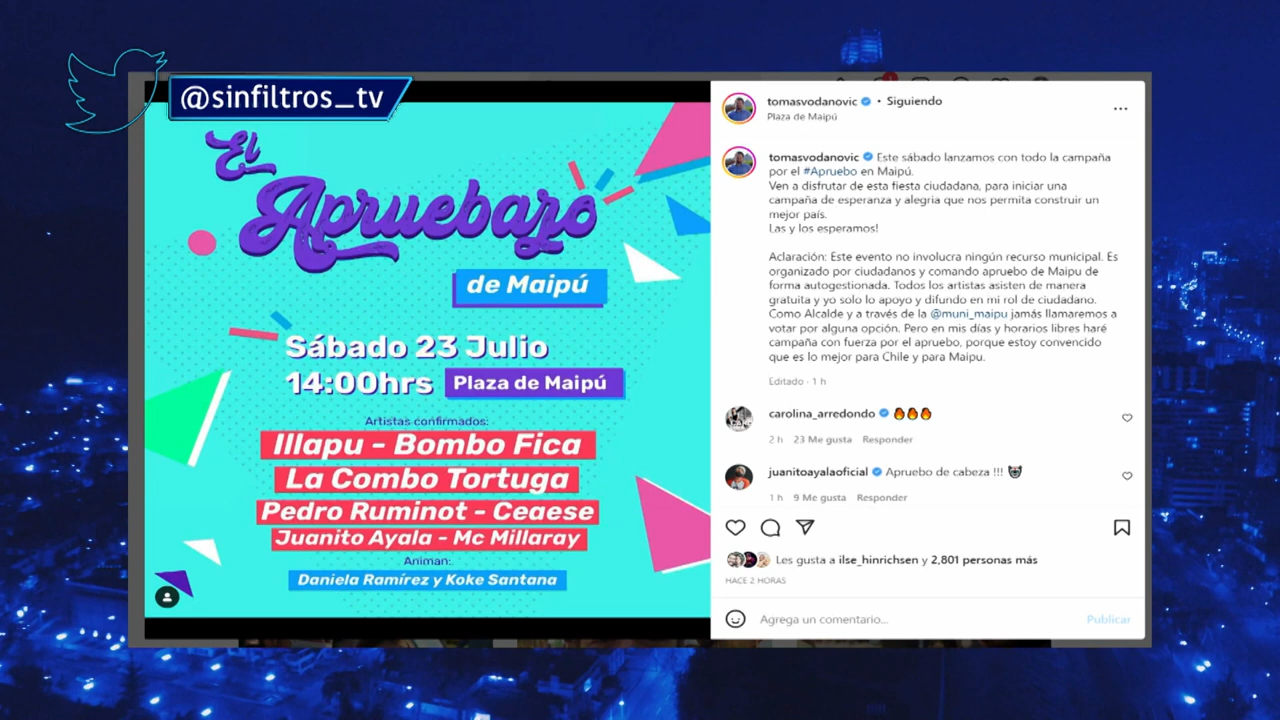 @sinfiltros_tv
El
Apruebazo
de Maipú
Sábado 23 Julio
14:00hrs Plaza de Maipú
Artistas confirmados:
Illapu - Bombo Fica
La Combo Tortuga
Pedro Ruminot - Ceaese
Juanito Ayala - Mc Millaray
Animan:
Daniela Ramírez y Koke Santana
tomasvodanovic • Siguiendo
Plaza de Maipú
tomasvodanovic Este sábado lanzamos con todo la campaña
por el #Apruebo en Maipú.
Ven a disfrutar de esta fiesta ciudadana, para iniciar una
campaña de esperanza y alegria que nos permita construir un
mejor país.
Las y los esperamos!
Aclaración: Este evento no involucra ningún recurso municipal. Es
organizado por ciudadanos y comando apruebo de Maipu de
forma autogestionada. Todos los artistas asisten de manera
gratuita y yo solo lo apoyo y difundo en mi rol de ciudadano.
Como Alcalde y a través de la @muni_maipu jamás llamaremos a
votar por alguna opción. Pero en mis días y horarios libres haré
campaña con fuerza por el apruebo, porque estoy convencido
que es lo mejor para Chile y para Maipu.
Editado · 1 h
carolina_arredondo 🔥🔥🔥
2 h 23 Me gusta Responder
juanitoayalaoficial Apruebo de cabeza !!! 😺
1 h 9 Me gusta Responder
Les gusta a ilse_hinrichsen y 2,801 personas más
HACE 2 HORAS
Agrega un comentario... Publicar